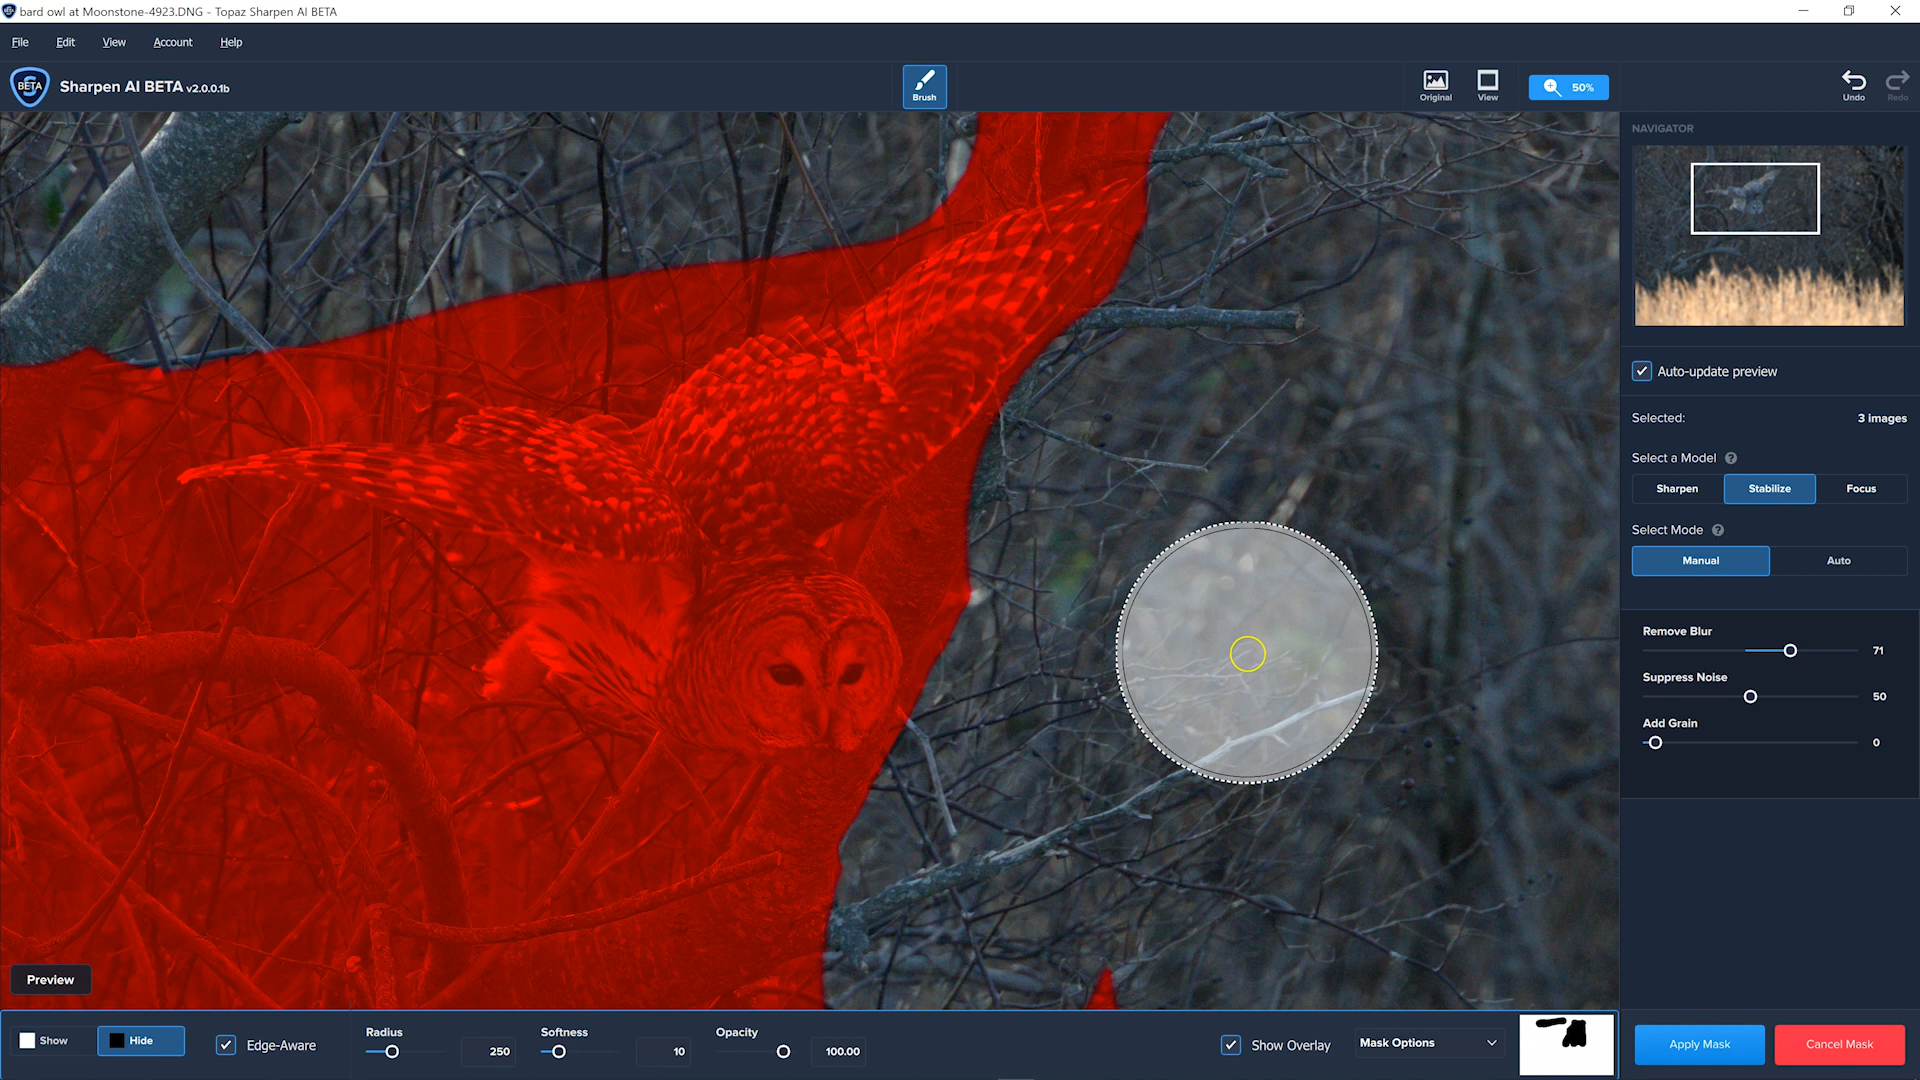 bard owl at Moonstone-4923.DNG - Topaz Sharpen AI BETA
File Edit View Account Help
BETA
Sharpen AI BETA v2.0.0.1b
Brush
Original
View
50%
Undo
Redo
NAVIGATOR
Auto-update preview
Selected: 3 images
Select a Model ?
Sharpen Stabilize Focus
Select Mode ?
Manual Auto
Remove Blur
71
Suppress Noise
50
Add Grain
0
Preview
Show
Hide
Edge-Aware
Radius
250
Softness
10
Opacity
100.00
Show Overlay
Mask Options
Apply Mask
Cancel Mask